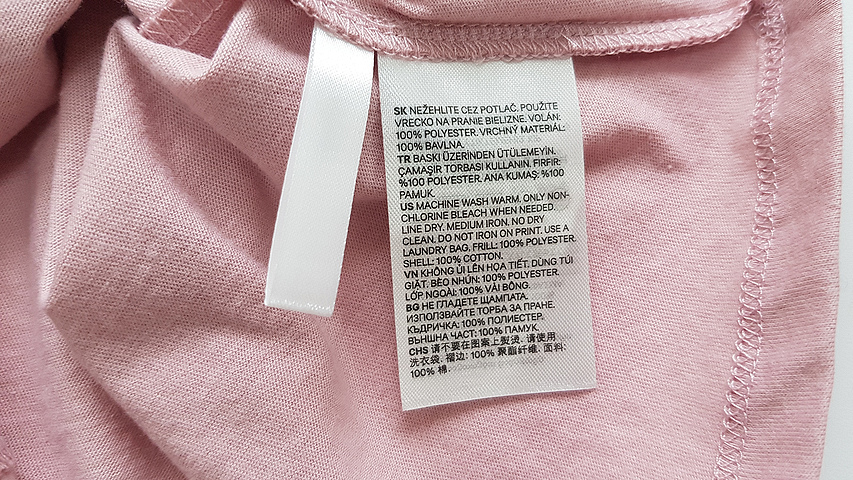 SK NEŽEHLITE CEZ POTLAČ. POUŽITE
VRECKO NA PRANIE BIELIZNE. VOLÁN:
100% POLYESTER. VRCHNÝ MATERIÁL:
100% BAVLNA.
TR BASKI ÜZERİNDEN ÜTÜLEMEYİN.
ÇAMAŞIR TORBASI KULLANIN. FIRFIR:
%100 POLYESTER. ANA KUMAŞ: %100
PAMUK.
US MACHINE WASH WARM. ONLY NON-
CHLORINE BLEACH WHEN NEEDED.
LINE DRY. MEDIUM IRON. NO DRY
CLEAN. DO NOT IRON ON PRINT. USE A
LAUNDRY BAG. FRILL: 100% POLYESTER.
SHELL: 100% COTTON.
VN KHÔNG ỦI LÊN HỌA TIẾT. DÙNG TÚI
GIẶT. BÈO NHÚN: 100% POLYESTER.
LỚP NGOÀI: 100% VẢI BÔNG.
BG НЕ ГЛАДЕТЕ ЩАМПАТА.
ИЗПОЛЗВАЙТЕ ТОРБА ЗА ПРАНЕ.
КЪДРИЧКА: 100% ПОЛИЕСТЕР.
ВЪНШНА ЧАСТ: 100% ПАМУК.
CHS 请不要在图案上熨烫. 请使用
洗衣袋. 褶边: 100% 聚酯纤维. 面料:
100% 棉.